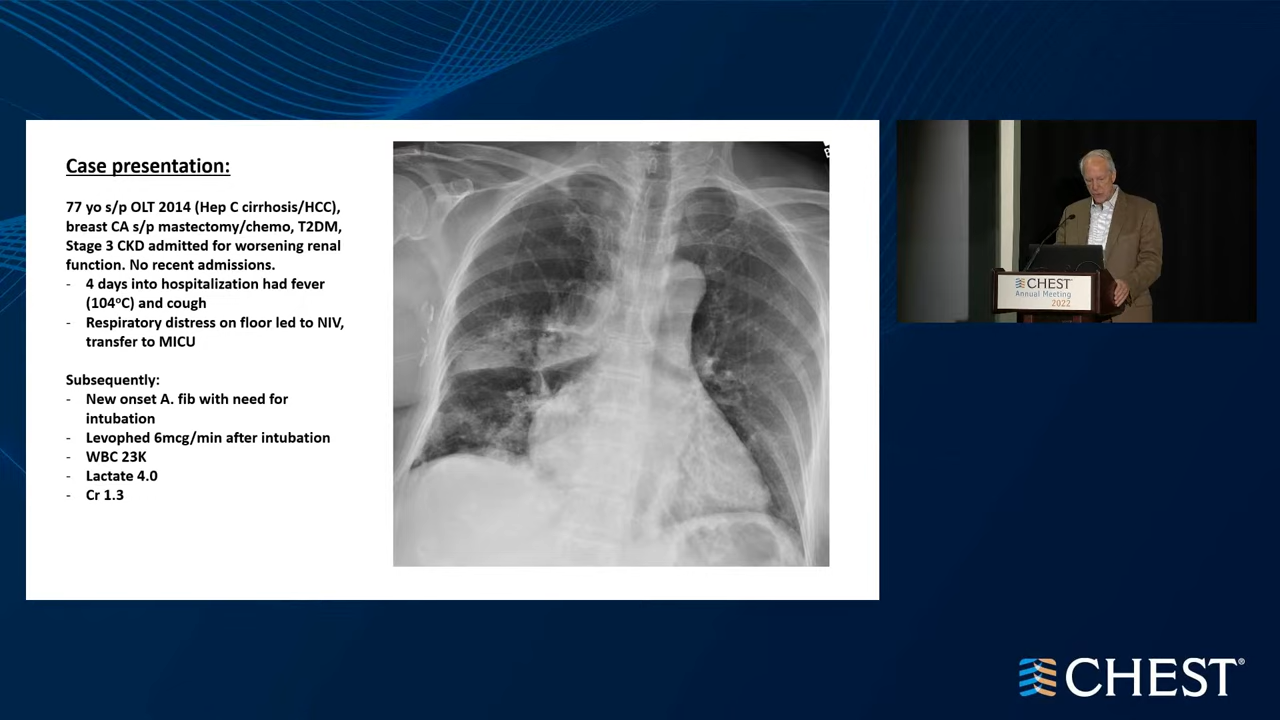 Case presentation:
77 yo s/p OLT 2014 (Hep C cirrhosis/HCC),
breast CA s/p mastectomy/chemo, T2DM,
Stage 3 CKD admitted for worsening renal
function. No recent admissions.
- 4 days into hospitalization had fever
(104°C) and cough
- Respiratory distress on floor led to NIV,
transfer to MICU
Subsequently:
- New onset A. fib with need for
intubation
- Levophed 6mcg/min after intubation
- WBC 23K
- Lactate 4.0
- Cr 1.3
CHEST
Annual Meeting
2022
CHEST®